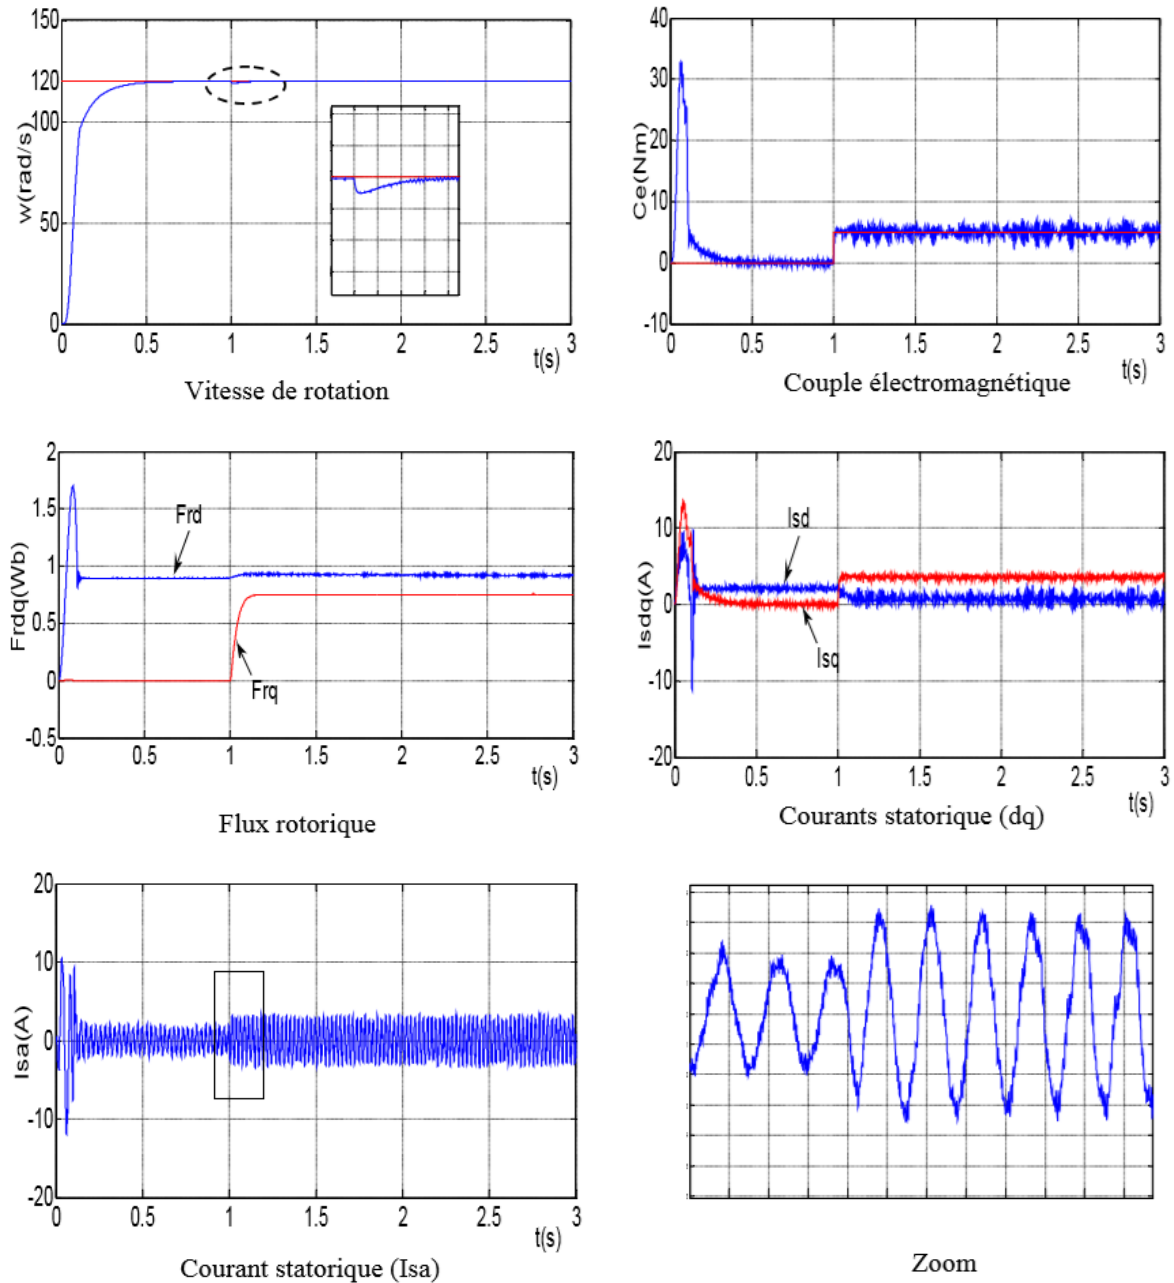 150
120
100
50
0
w(rad/s)
0 0.5 1 1.5 2 2.5 3
t(s)
Vitesse de rotation
40
30
20
10
0
-10
Ce(Nm)
0 0.5 1 1.5 2 2.5 3
t(s)
Couple électromagnétique
2
1.5
1
0.5
0
-0.5
Frdq(Wb)
Frd
Frq
0 0.5 1 1.5 2 2.5 3
t(s)
Flux rotorique
20
10
0
-10
-20
Isdq(A)
Isd
Isq
0 0.5 1 1.5 2 2.5 3
t(s)
Courants statorique (dq)
20
10
0
-10
-20
Isa(A)
0 0.5 1 1.5 2 2.5 3
t(s)
Courant statorique (Isa)
Zoom